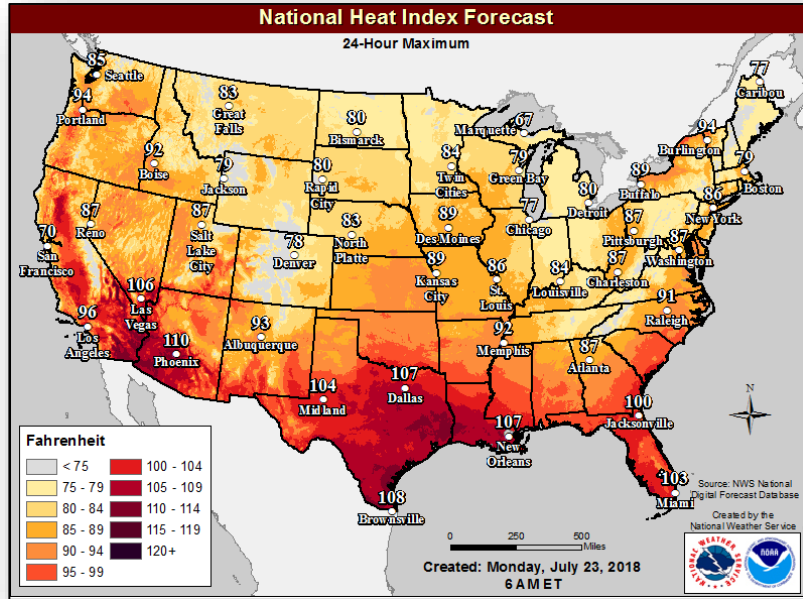 National Heat Index Forecast
24-Hour Maximum
85
Seattle
94
Portland
83
Great
Falls
80
Bismarck
Marquette
67
77
Caribou
92
Boise
79
Jackson
80
Rapid
City
84
Twin
Cities
79
Green Bay
94
Burlington
89
Buffalo
79
Boston
80
Detroit
86
New York
70
San
Francisco
87
Reno
87
Salt
Lake
City
78
Denver
83
North
Platte
89
Des Moines
77
Chicago
87
Pittsburgh
87
Washington
89
Kansas
City
86
St.
Louis
84
Louisville
87
Charleston
106
Las
Vegas
96
Los
Angeles
110
Phoenix
93
Albuquerque
92
Memphis
91
Raleigh
87
Atlanta
104
Midland
107
Dallas
107
New
Orleans
100
Jacksonville
103
Miami
108
Brownsville
N
Fahrenheit
< 75
75 - 79
80 - 84
85 - 89
90 - 94
95 - 99
100 - 104
105 - 109
110 - 114
115 - 119
120+
0 250 500
Miles
Created: Monday, July 23, 2018
6 AM ET
Source: NWS National
Digital Forecast Database
Created by the
National Weather Service
NATIONAL WEATHER SERVICE
NOAA